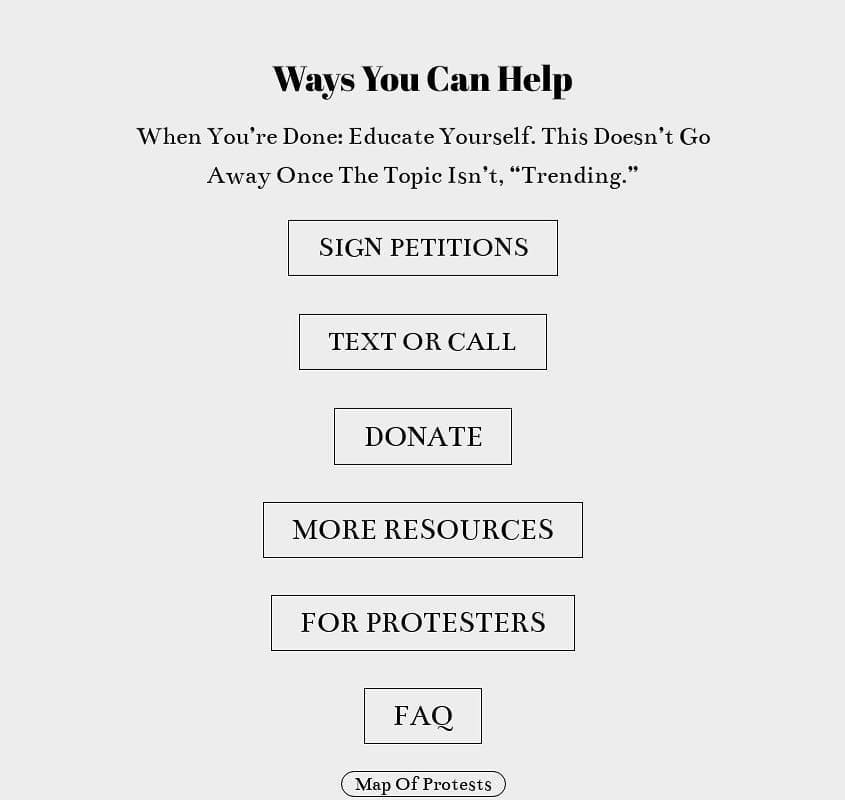 Ways You Can Help
When You’re Done: Educate Yourself. This Doesn’t Go
Away Once The Topic Isn’t, “Trending.”
SIGN PETITIONS
TEXT OR CALL
DONATE
MORE RESOURCES
FOR PROTESTERS
FAQ
Map Of Protests